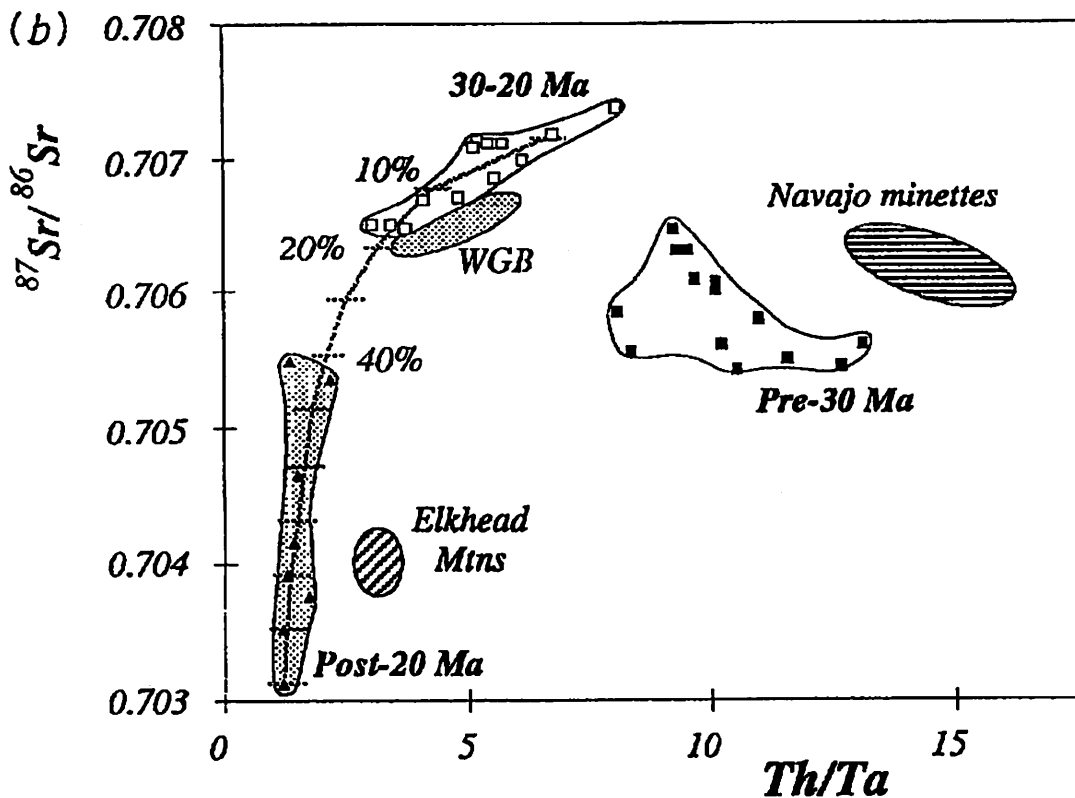 (b)
0.708
0.707
0.706
0.705
0.704
0.703
87Sr/86Sr
30-20 Ma
10%
20%
WGB
40%
Navajo minettes
Pre-30 Ma
Elkhead
Mtns
Post-20 Ma
0
5
10
15
Th/Ta